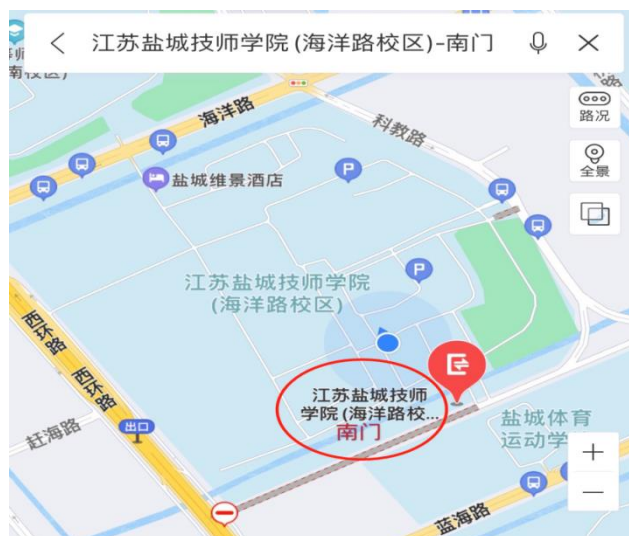 江苏盐城技师学院(海洋路校区)-南门
南校区)
海洋路
科教路
路况
全景
盐城维景酒店
P
江苏盐城技师学院
(海洋路校区)
P
西环路
西环路
江苏盐城技师
学院(海洋路校...
南门
盐城体育
运动学
赶海路
出口
蓝海路